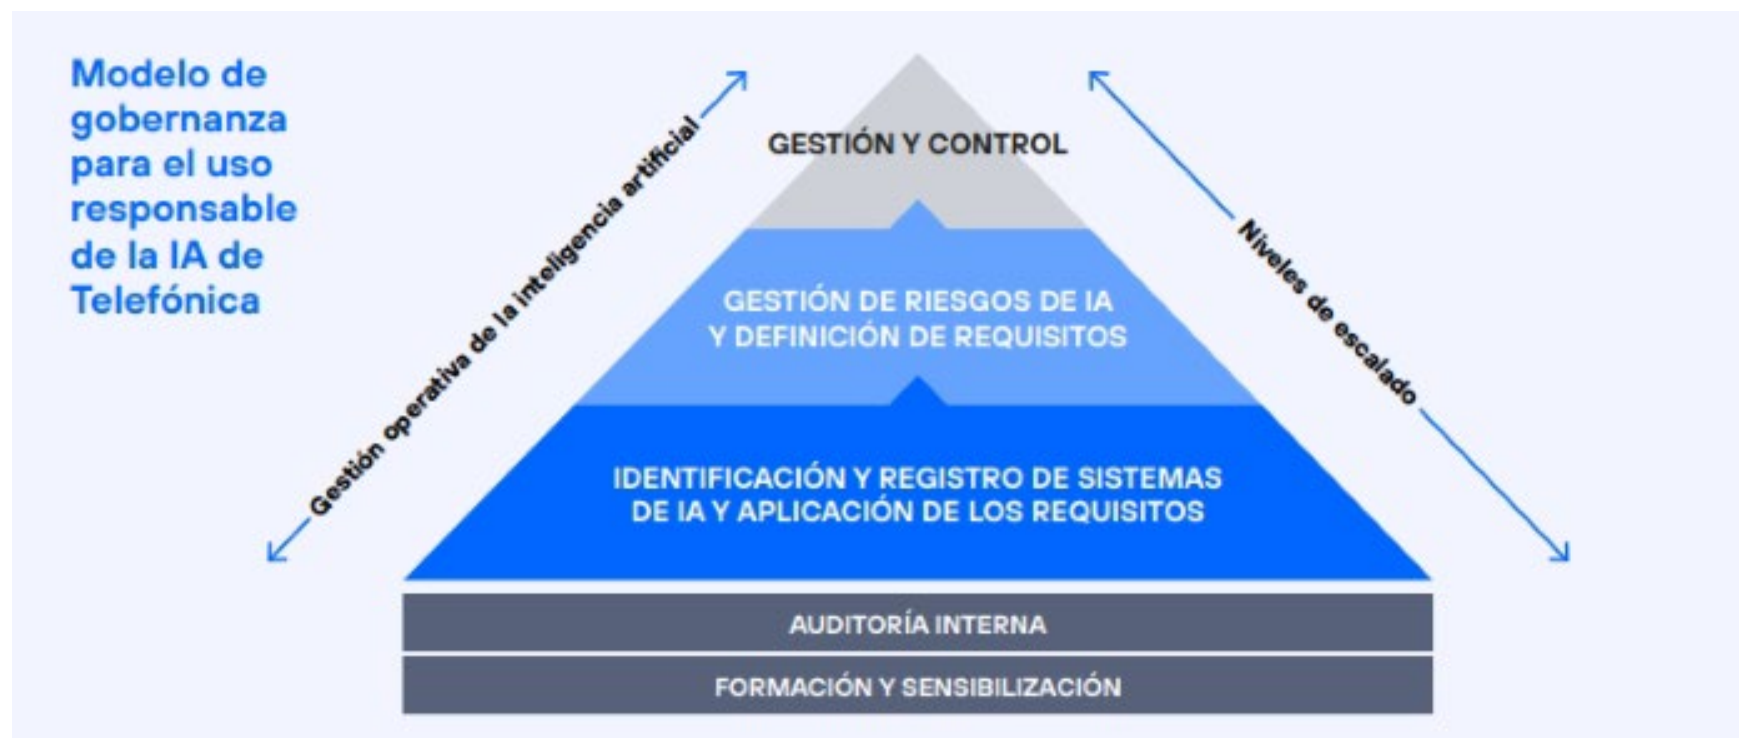 Modelo de
gobernanza
para el uso
responsable
de la IA de
Telefónica
Gestión operativa de la inteligencia artificial
Niveles de escalado
GESTIÓN Y CONTROL
GESTIÓN DE RIESGOS DE IA
Y DEFINICIÓN DE REQUISITOS
IDENTIFICACIÓN Y REGISTRO DE SISTEMAS
DE IA Y APLICACIÓN DE LOS REQUISITOS
AUDITORÍA INTERNA
FORMACIÓN Y SENSIBILIZACIÓN